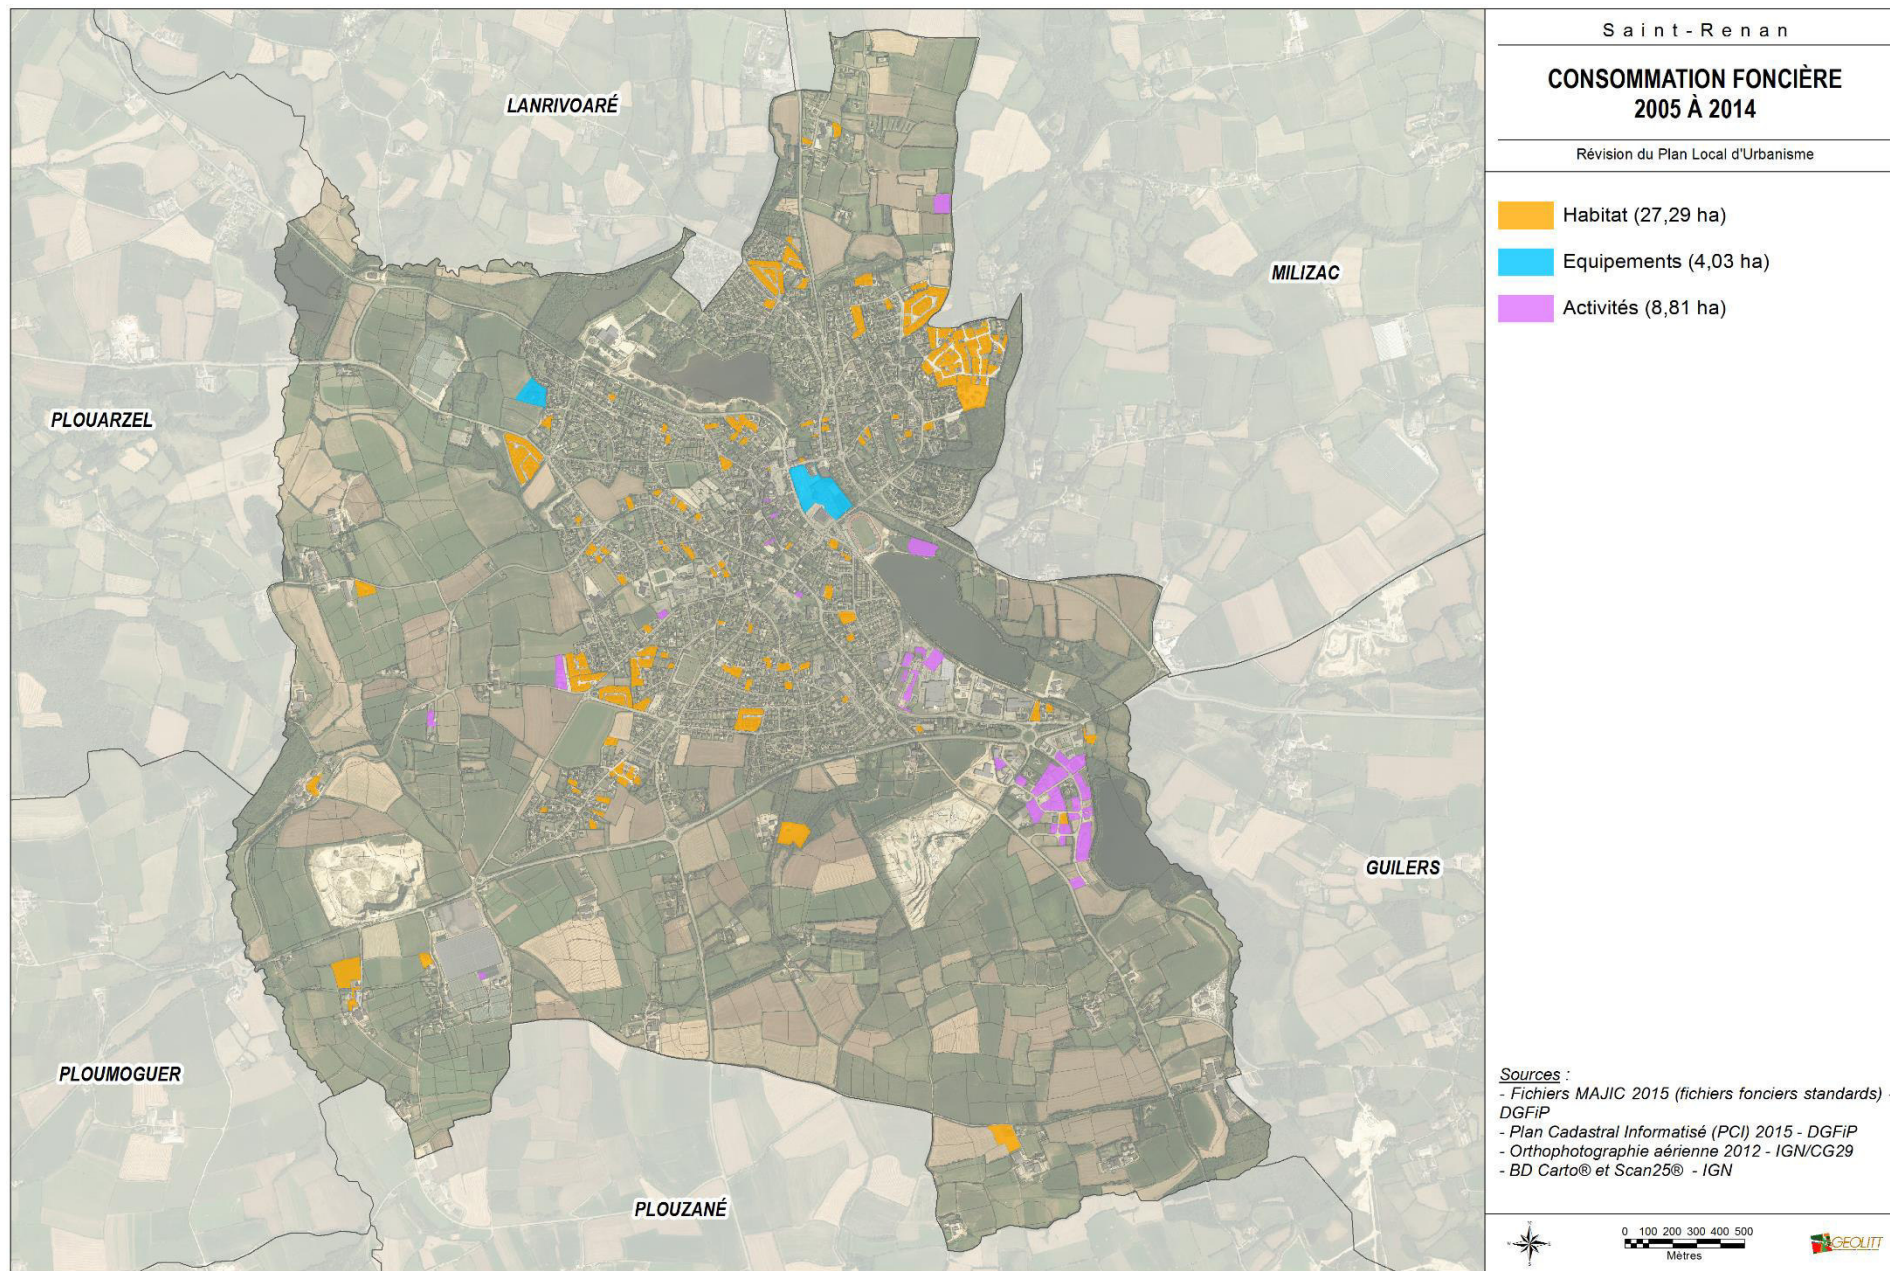 Saint-Renan
CONSOMMATION FONCIÈRE
2005 À 2014
Révision du Plan Local d'Urbanisme
Habitat (27,29 ha)
Equipements (4,03 ha)
Activités (8,81 ha)
LANRIVOARÉ
MILIZAC
PLOUARZEL
GUILERS
PLOUMOGUER
PLOUZANÉ
Sources :
- Fichiers MAJIC 2015 (fichiers fonciers standards) -
DGFiP
- Plan Cadastral Informatisé (PCI) 2015 - DGFiP
- Orthophotographie aérienne 2012 - IGN/CG29
- BD Carto® et Scan25® - IGN
0 100 200 300 400 500
Mètres
GEOLITT